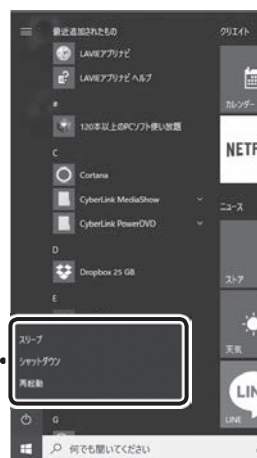 最近追加されたもの
LAVIEアプリナビ
LAVIEアプリナビ ヘルプ
#
120本以上のPCソフト使い放題
C
Cortana
CyberLink MediaShow
CyberLink PowerDVD
D
Dropbox 25 GB
E
スリープ
シャットダウン
再起動
G
何でも聞いてください
クリエイト
カレンダー
NETF
ニュース
ストア
天気
LIN
LINE